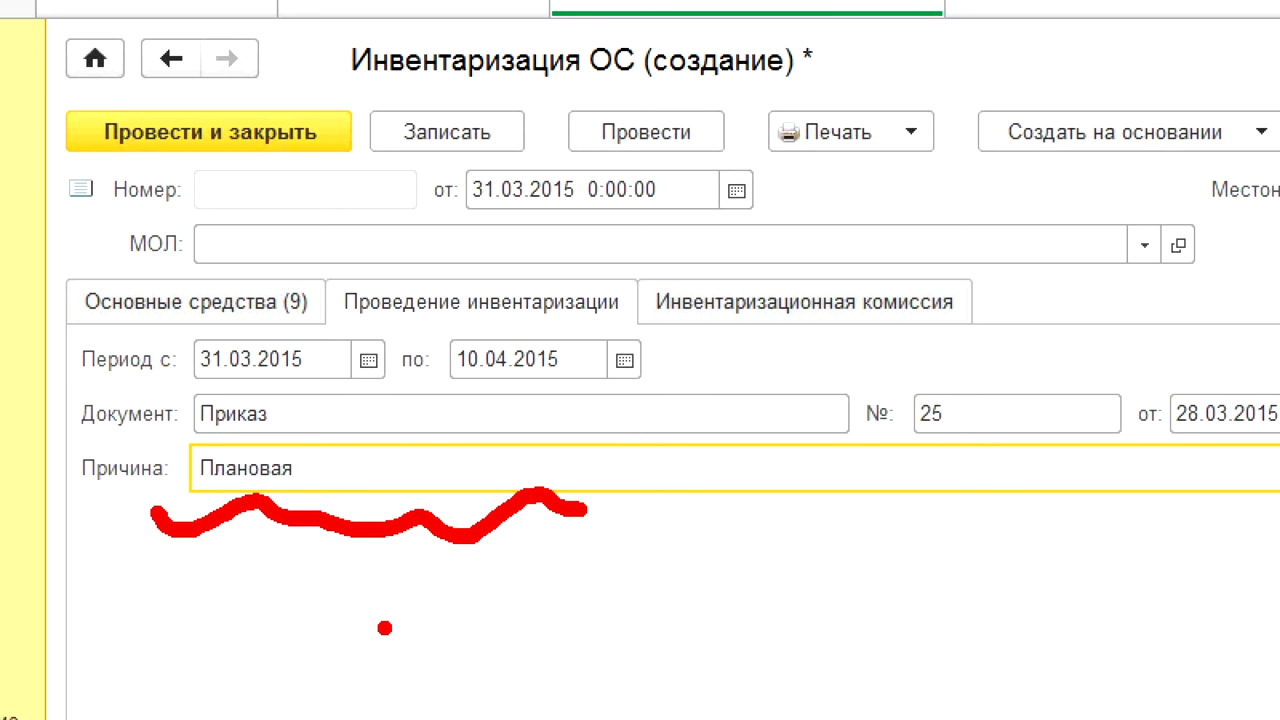 Инвентаризация ОС (создание) *
Провести и закрыть Записать Провести Печать Создать на основании
Номер: от: 31.03.2015 0:00:00
МОЛ:
Основные средства (9) Проведение инвентаризации Инвентаризационная комиссия
Период с: 31.03.2015 по: 10.04.2015
Документ: Приказ №: 25 от: 28.03.2015
Причина: Плановая